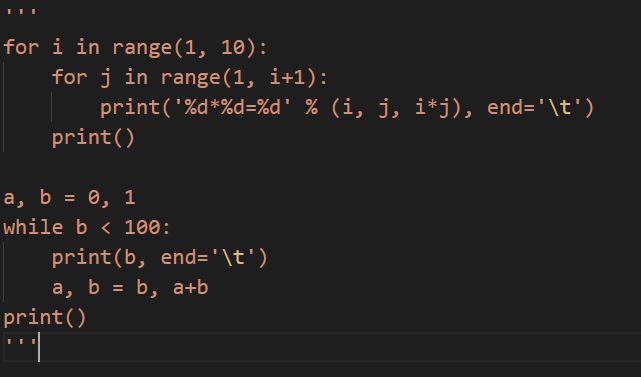 '''
for i in range(1, 10):
    for j in range(1, i+1):
        print('%d*%d=%d' % (i, j, i*j), end='\t')
    print()

a, b = 0, 1
while b < 100:
    print(b, end='\t')
    a, b = b, a+b
print()
'''